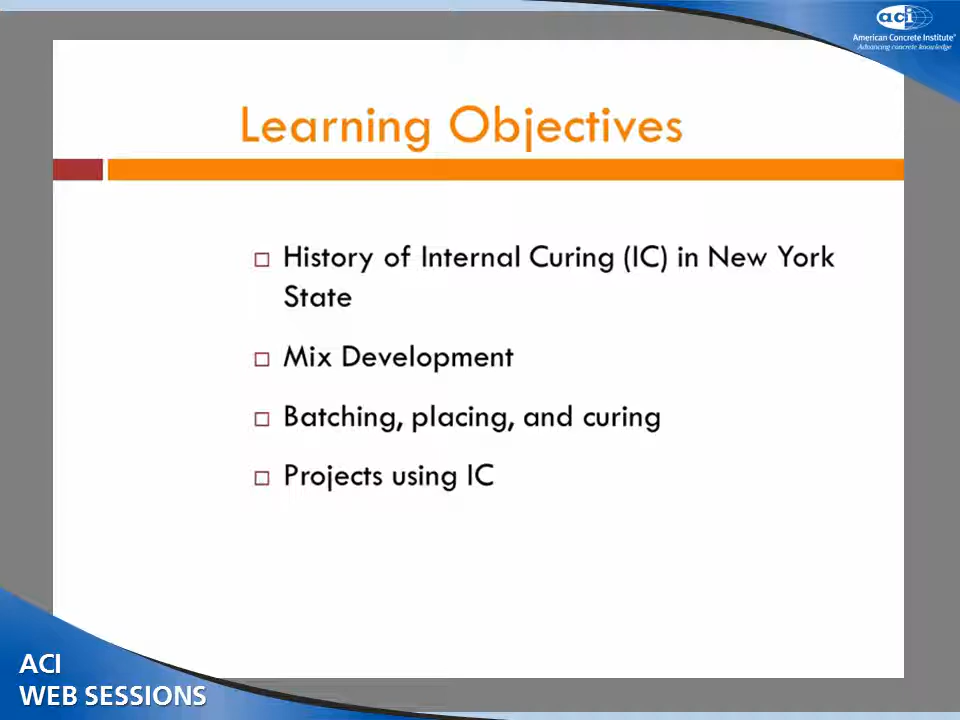 aci
American Concrete Institute®
Advancing concrete knowledge
Learning Objectives
History of Internal Curing (IC) in New York
State
Mix Development
Batching, placing, and curing
Projects using IC
ACI
WEB SESSIONS